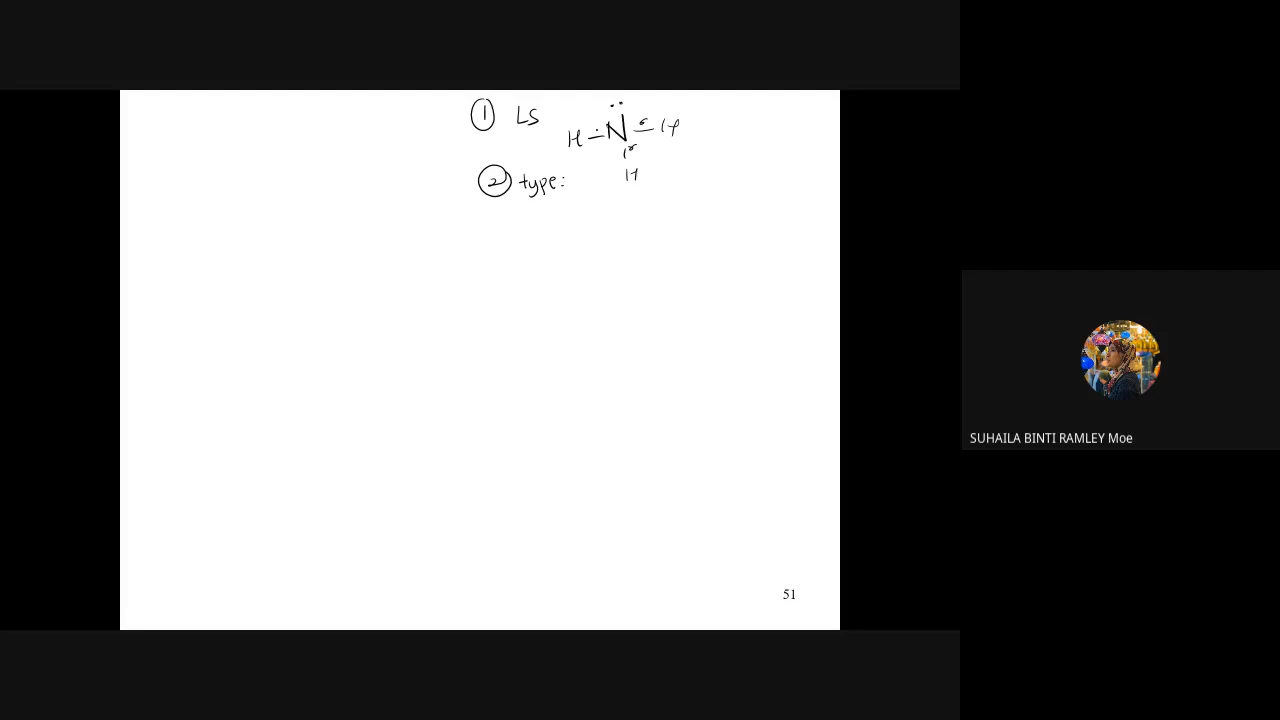 ① LS
H N H
H
② type:
SUHAILA BINTI RAMLEY Moe
51